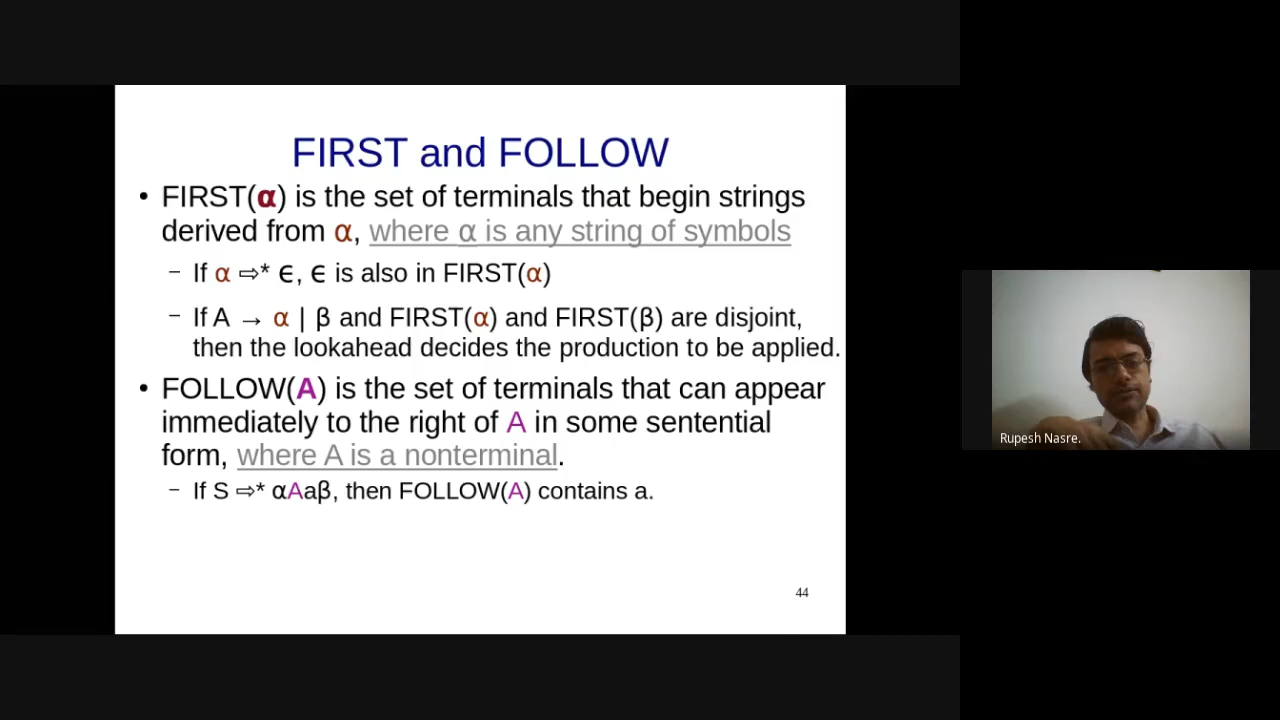 FIRST and FOLLOW
• FIRST(α) is the set of terminals that begin strings
derived from α, where α is any string of symbols
– If α ⇨* ϵ, ϵ is also in FIRST(α)
– If A → α | β and FIRST(α) and FIRST(β) are disjoint,
then the lookahead decides the production to be applied.
• FOLLOW(A) is the set of terminals that can appear
immediately to the right of A in some sentential
form, where A is a nonterminal.
– If S ⇨* αAaβ, then FOLLOW(A) contains a.
44
Rupesh Nasre.